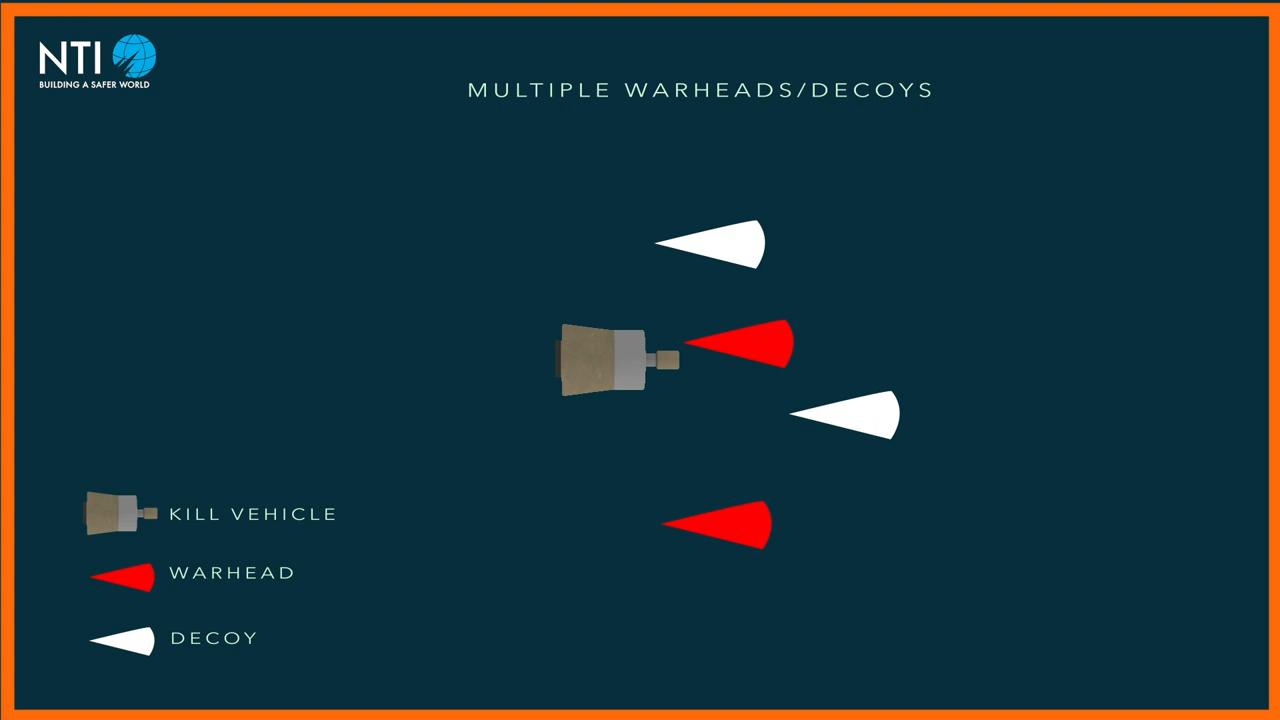 NTI
BUILDING A SAFER WORLD
MULTIPLE WARHEADS/DECOYS
KILL VEHICLE
WARHEAD
DECOY